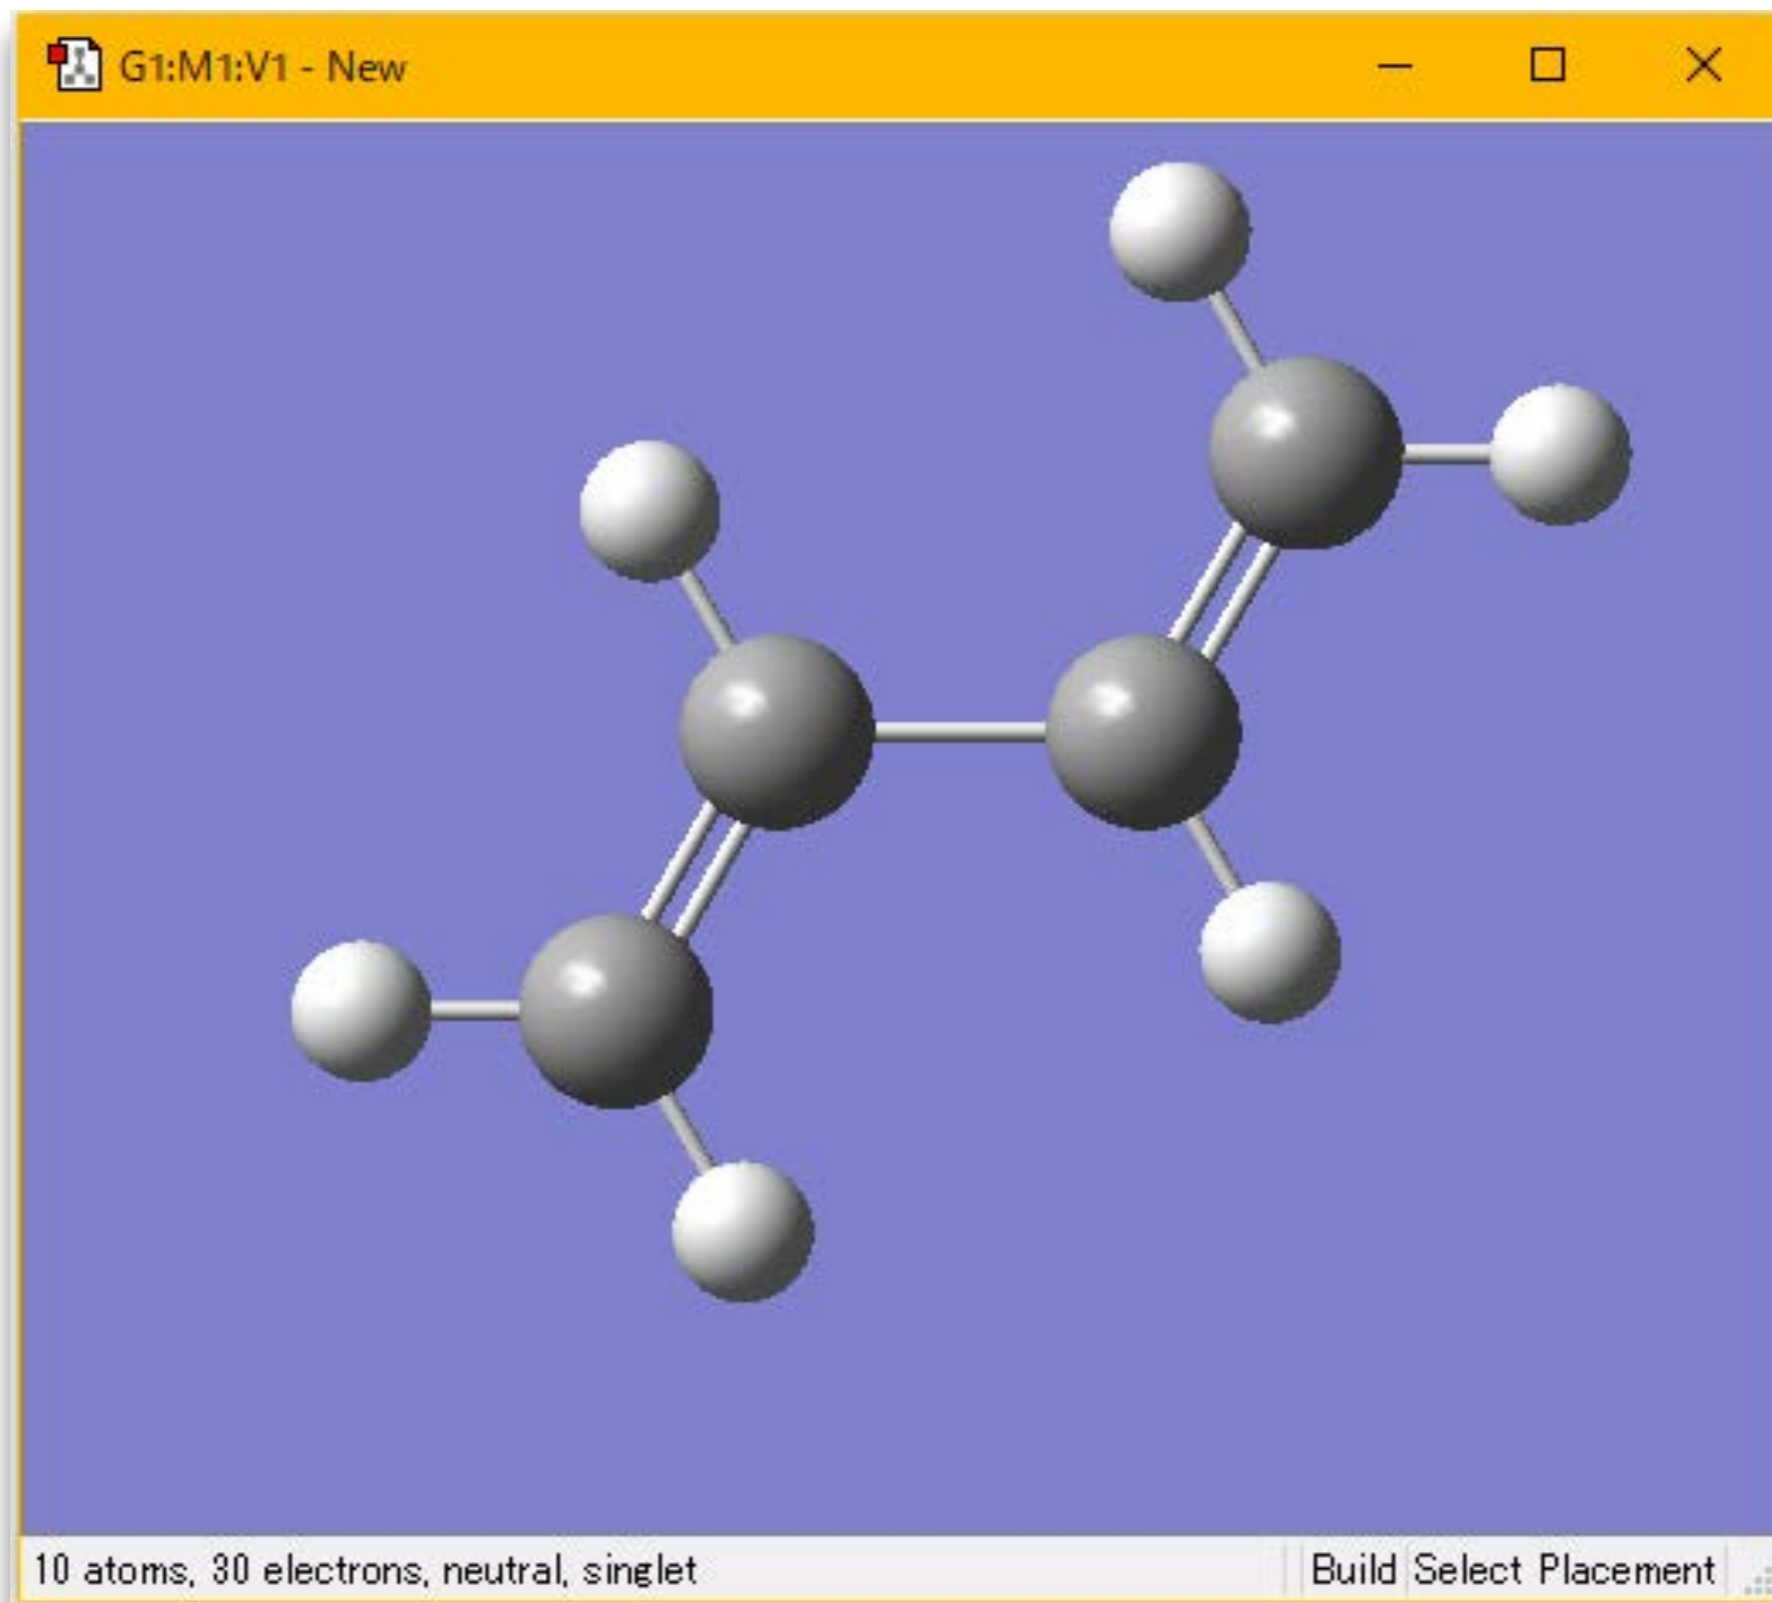 G1:M1:V1 - New
10 atoms, 30 electrons, neutral, singlet Build Select Placement